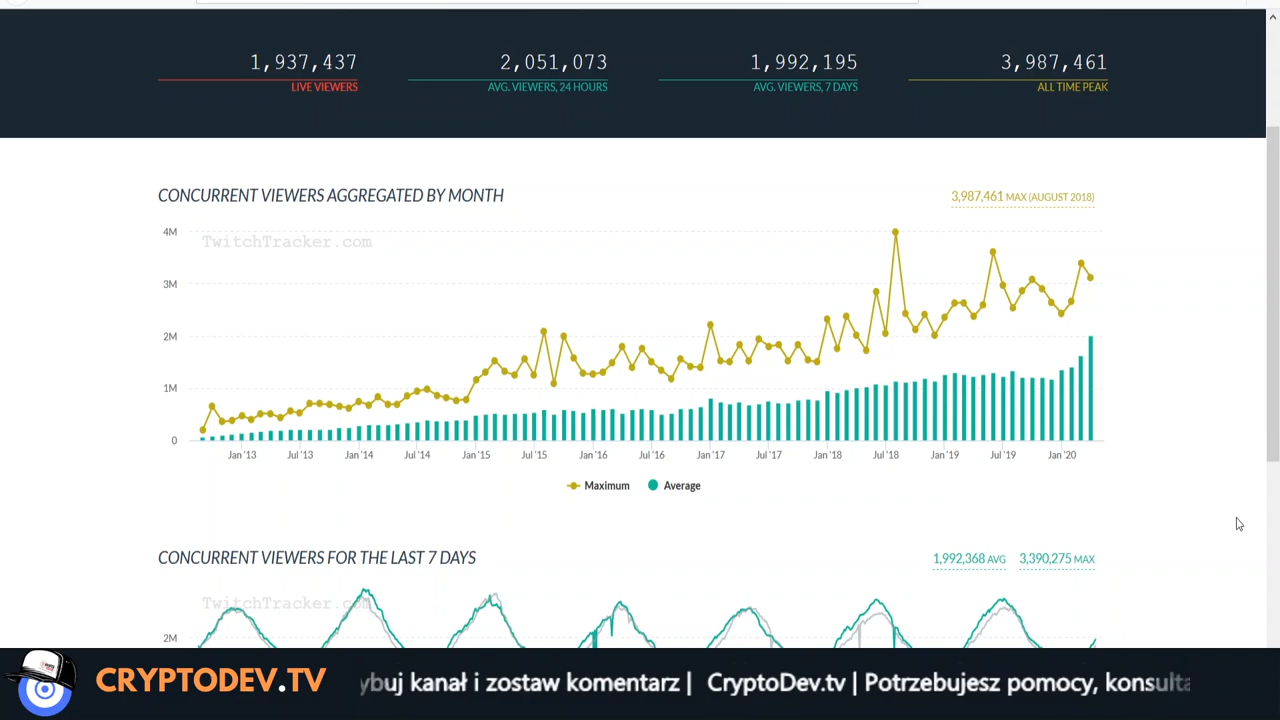 1,937,437 2,051,073 1,992,195 3,987,461
LIVE VIEWERS AVG. VIEWERS, 24 HOURS AVG. VIEWERS, 7 DAYS ALL TIME PEAK
CONCURRENT VIEWERS AGGREGATED BY MONTH 3,987,461 MAX (AUGUST 2018)
4M
TwitchTracker.com
3M
2M
1M
0
Jan '13 Jul '13 Jan '14 Jul '14 Jan '15 Jul '15 Jan '16 Jul '16 Jan '17 Jul '17 Jan '18 Jul '18 Jan '19 Jul '19 Jan '20
Maximum Average
CONCURRENT VIEWERS FOR THE LAST 7 DAYS 1,992,368 AVG 3,390,275 MAX
TwitchTracker.com
2M
CRYPTODEV.TV ybuj kanał i zostaw komentarz | CryptoDev.tv | Potrzebujesz pomocy, konsulta